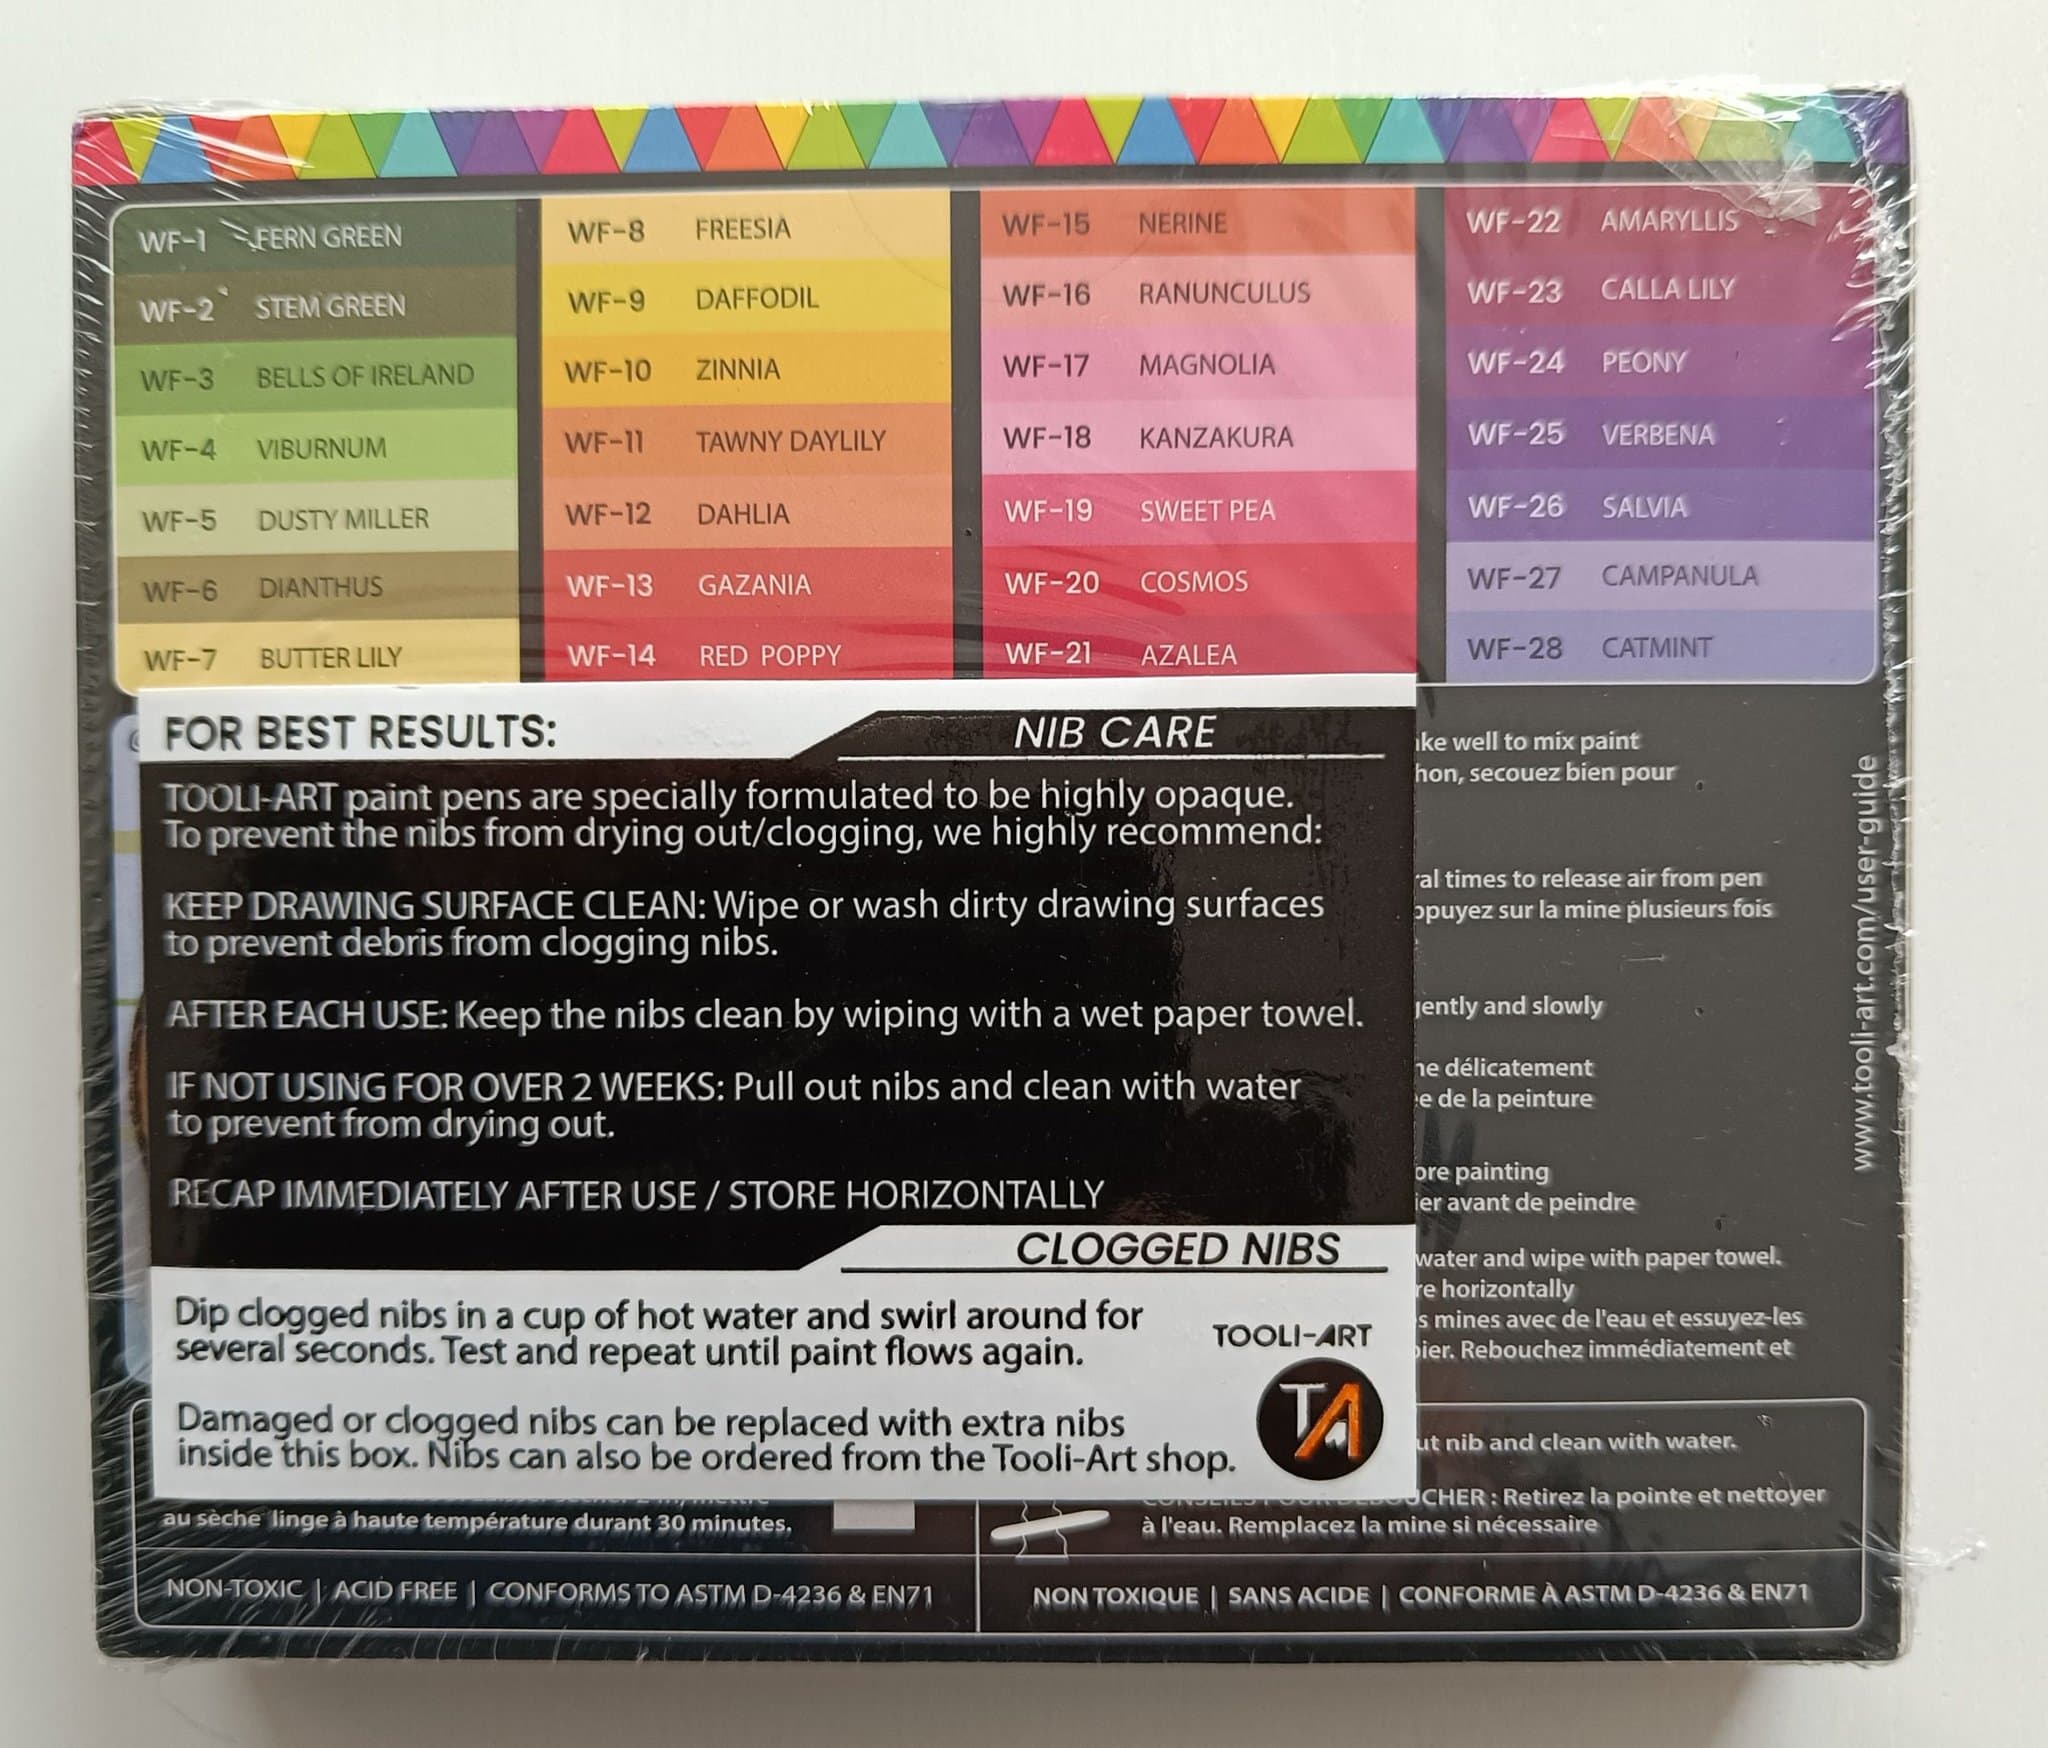 WF-1 FERN GREEN
WF-2 STEM GREEN
WF-3 BELLS OF IRELAND
WF-4 VIBURNUM
WF-5 DUSTY MILLER
WF-6 DIANTHUS
WF-7 BUTTER LILY
WF-8 FREESIA
WF-9 DAFFODIL
WF-10 ZINNIA
WF-11 TAWNY DAYLILY
WF-12 DAHLIA
WF-13 GAZANIA
WF-14 RED POPPY
WF-15 NERINE
WF-16 RANUNCULUS
WF-17 MAGNOLIA
WF-18 KANZAKURA
WF-19 SWEET PEA
WF-20 COSMOS
WF-21 AZALEA
WF-22 AMARYLLIS
WF-23 CALLA LILY
WF-24 PEONY
WF-25 VERBENA
WF-26 SALVIA
WF-27 CAMPANULA
WF-28 CATMINT
FOR BEST RESULTS:
NIB CARE
TOOLI-ART paint pens are specially formulated to be highly opaque.
To prevent the nibs from drying out/clogging, we highly recommend:
KEEP DRAWING SURFACE CLEAN: Wipe or wash dirty drawing surfaces
to prevent debris from clogging nibs.
AFTER EACH USE: Keep the nibs clean by wiping with a wet paper towel.
IF NOT USING FOR OVER 2 WEEKS: Pull out nibs and clean with water
to prevent from drying out.
RECAP IMMEDIATELY AFTER USE / STORE HORIZONTALLY
CLOGGED NIBS
Dip clogged nibs in a cup of hot water and swirl around for
several seconds. Test and repeat until paint flows again.
Damaged or clogged nibs can be replaced with extra nibs
inside this box. Nibs can also be ordered from the Tooli-Art shop.
TOOLI-ART
TA
well to mix paint
secouez bien pour
times to release air from pen
sur la mine plusieurs fois
and slowly
délicatement
de la peinture
painting
avant de peindre
water and wipe with paper towel.
horizontally
mines avec de l'eau et essuyez-les
Rebouchez immédiatement et
nib and clean with water.
: Retirez la pointe et nettoyer
à l'eau. Remplacez la mine si nécessaire
au sèche linge à haute température durant 30 minutes.
NON-TOXIC | ACID FREE | CONFORMS TO ASTM D-4236 & EN71
NON TOXIQUE | SANS ACIDE | CONFORME À ASTM D-4236 & EN71
www.tooli-art.com/user-guide